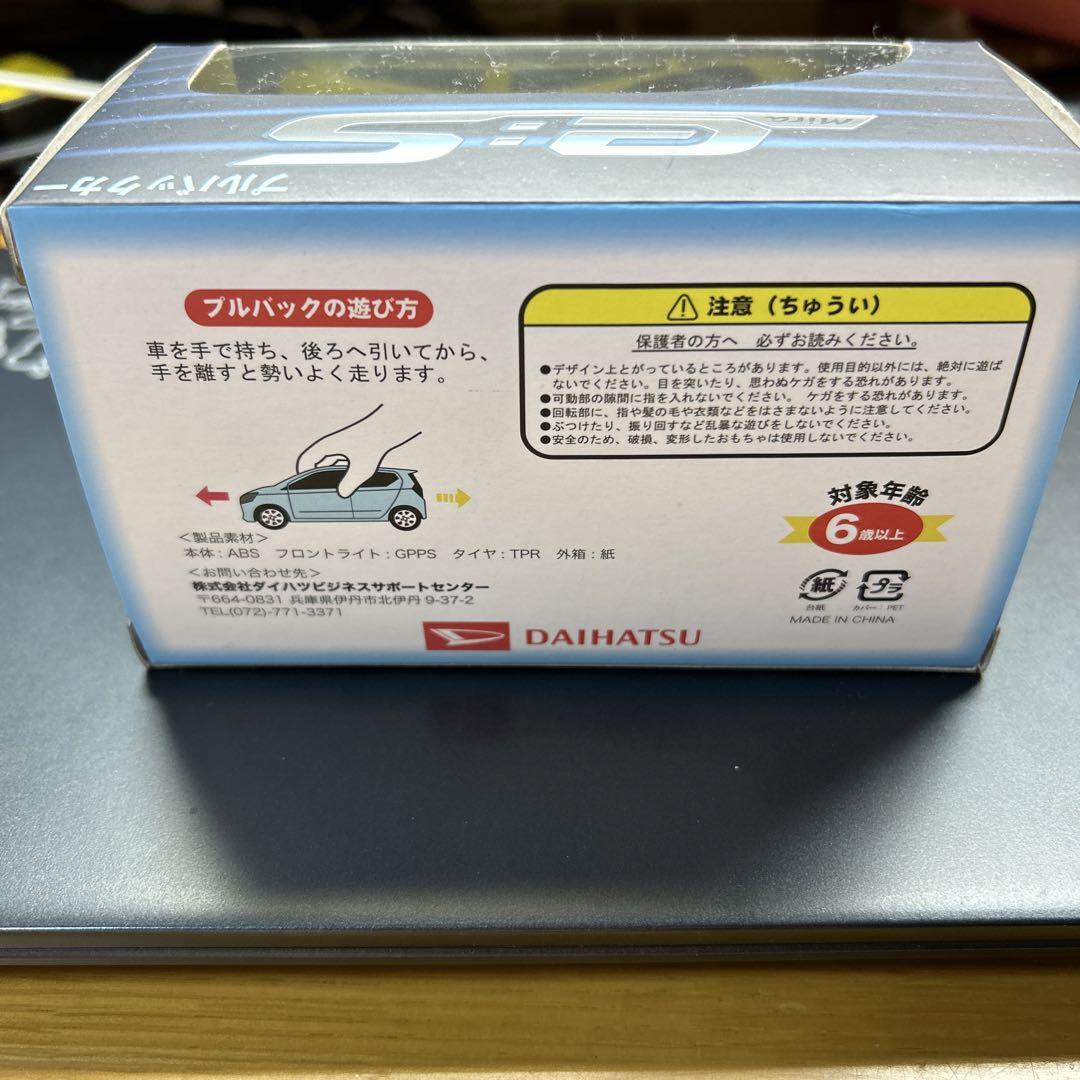 Mira
e:S
プルバックカー
プルバックの遊び方
車を手で持ち、後ろへ引いてから、
手を離すと勢いよく走ります。
＜製品素材＞
本体：ABS　フロントライト：GPPS　タイヤ：TPR　外箱：紙
＜お問い合わせ先＞
株式会社ダイハツビジネスサポートセンター
〒664-0831 兵庫県伊丹市北伊丹 9-37-2
TEL(072)-771-3371
DAIHATSU
注意（ちゅうい）
保護者の方へ　必ずお読みください。
●デザイン上とがっているところがあります。使用目的以外には、絶対に遊ば
ないでください。目を突いたり、思わぬケガをする恐れがあります。
●可動部の隙間に指を入れないでください。　ケガをする恐れがあります。
●回転部に、指や髪の毛や衣類などをはさまないように注意してください。
●ぶつけたり、振り回すなど乱暴な遊びをしないでください。
●安全のため、破損、変形したおもちゃは使用しないでください。
対象年齢
6歳以上
紙
台紙
プラ
カバー：PET
MADE IN CHINA